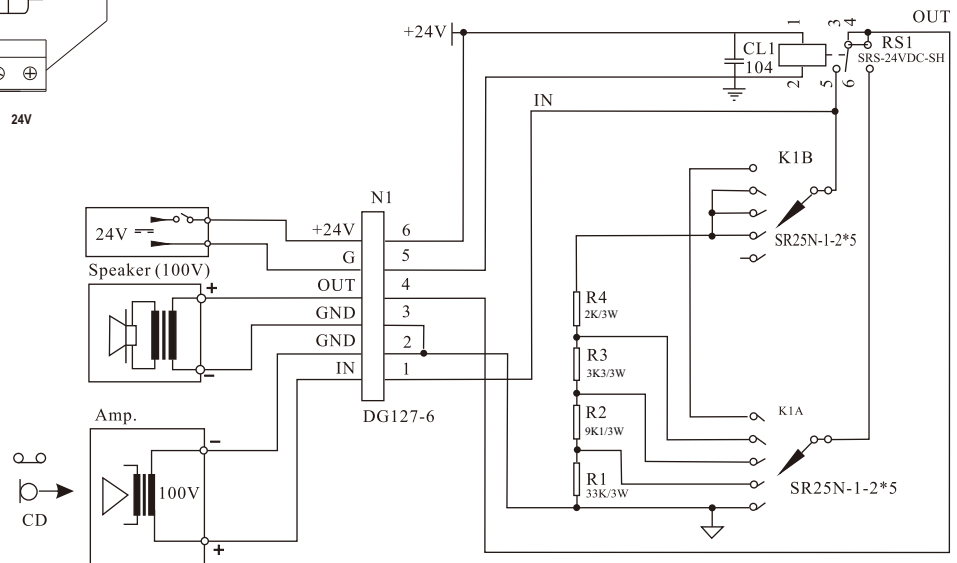 OUT
+24V
1
3
4
CL1
104
RS1
SRS-24VDC-SH
2
5
6
IN
24V
K1B
N1
24V
+24V
6
SR25N-1-2*5
G
5
Speaker (100V)
+
OUT
4
R4
2K/3W
GND
3
GND
2
R3
3K3/3W
–
IN
1
DG127-6
R2
9K1/3W
K1A
Amp.
–
100V
R1
33K/3W
SR25N-1-2*5
CD
+